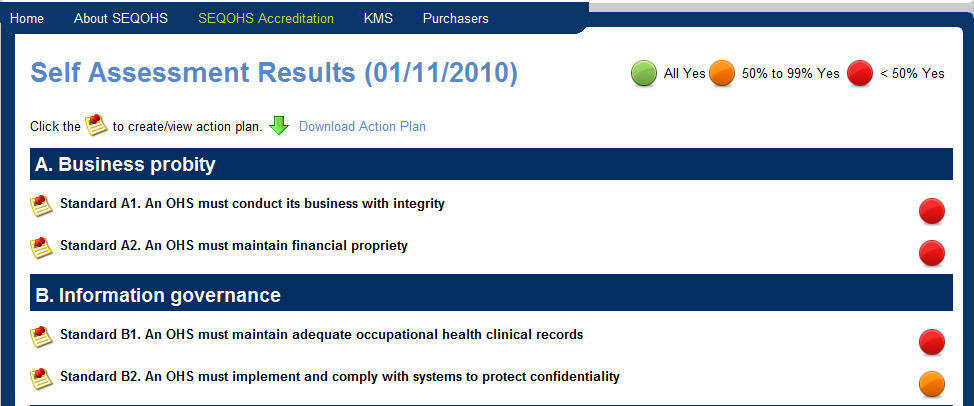 Home About SEQOHS SEQOHS Accreditation KMS Purchasers
Self Assessment Results (01/11/2010) All Yes 50% to 99% Yes < 50% Yes
Click the to create/view action plan. Download Action Plan
A. Business probity
Standard A1. An OHS must conduct its business with integrity
Standard A2. An OHS must maintain financial propriety
B. Information governance
Standard B1. An OHS must maintain adequate occupational health clinical records
Standard B2. An OHS must implement and comply with systems to protect confidentiality